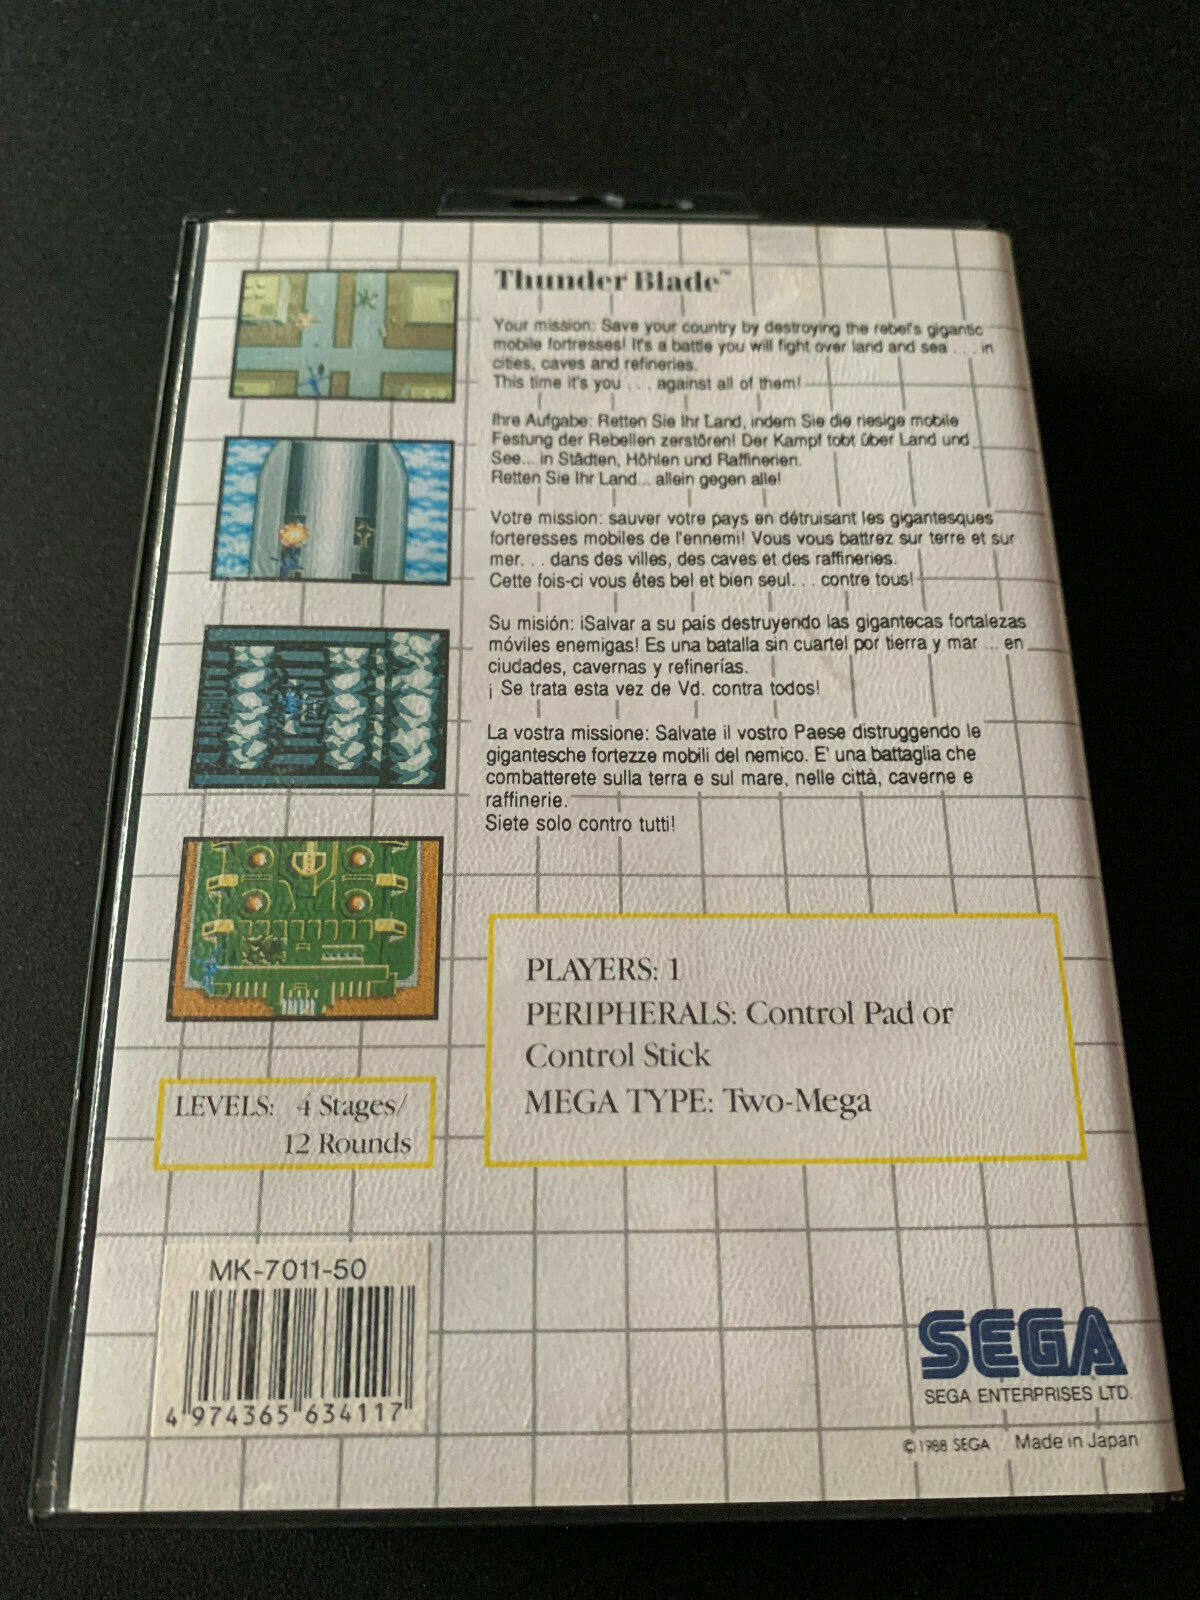 Thunder Blade™
Your mission: Save your country by destroying the rebel's gigantic
mobile fortresses! It's a battle you will fight over land and sea . . . in
cities, caves and refineries.
This time it's you . . . against all of them!
Ihre Aufgabe: Retten Sie Ihr Land, indem Sie die riesige mobile
Festung der Rebellen zerstören! Der Kampf tobt über Land und
See... in Städten, Höhlen und Raffinerien.
Retten Sie Ihr Land... allein gegen alle!
Votre mission: sauver votre pays en détruisant les gigantesques
forteresses mobiles de l'ennemi! Vous vous battrez sur terre et sur
mer. . . dans des villes, des caves et des raffineries.
Cette fois-ci vous êtes bel et bien seul. . . contre tous!
Su misión: ¡Salvar a su país destruyendo las gigantecas fortalezas
móviles enemigas! Es una batalla sin cuartel por tierra y mar ... en
ciudades, cavernas y refinerías.
¡ Se trata esta vez de Vd. contra todos!
La vostra missione: Salvate il vostro Paese distruggendo le
gigantesche fortezze mobili del nemico. E' una battaglia che
combatterete sulla terra e sul mare, nelle città, caverne e
raffinerie.
Siete solo contro tutti!
PLAYERS: 1
PERIPHERALS: Control Pad or
Control Stick
MEGA TYPE: Two-Mega
LEVELS: 4 Stages/
12 Rounds
MK-7011-50
4 974365 634117
SEGA
SEGA ENTERPRISES LTD.
©1988 SEGA Made in Japan